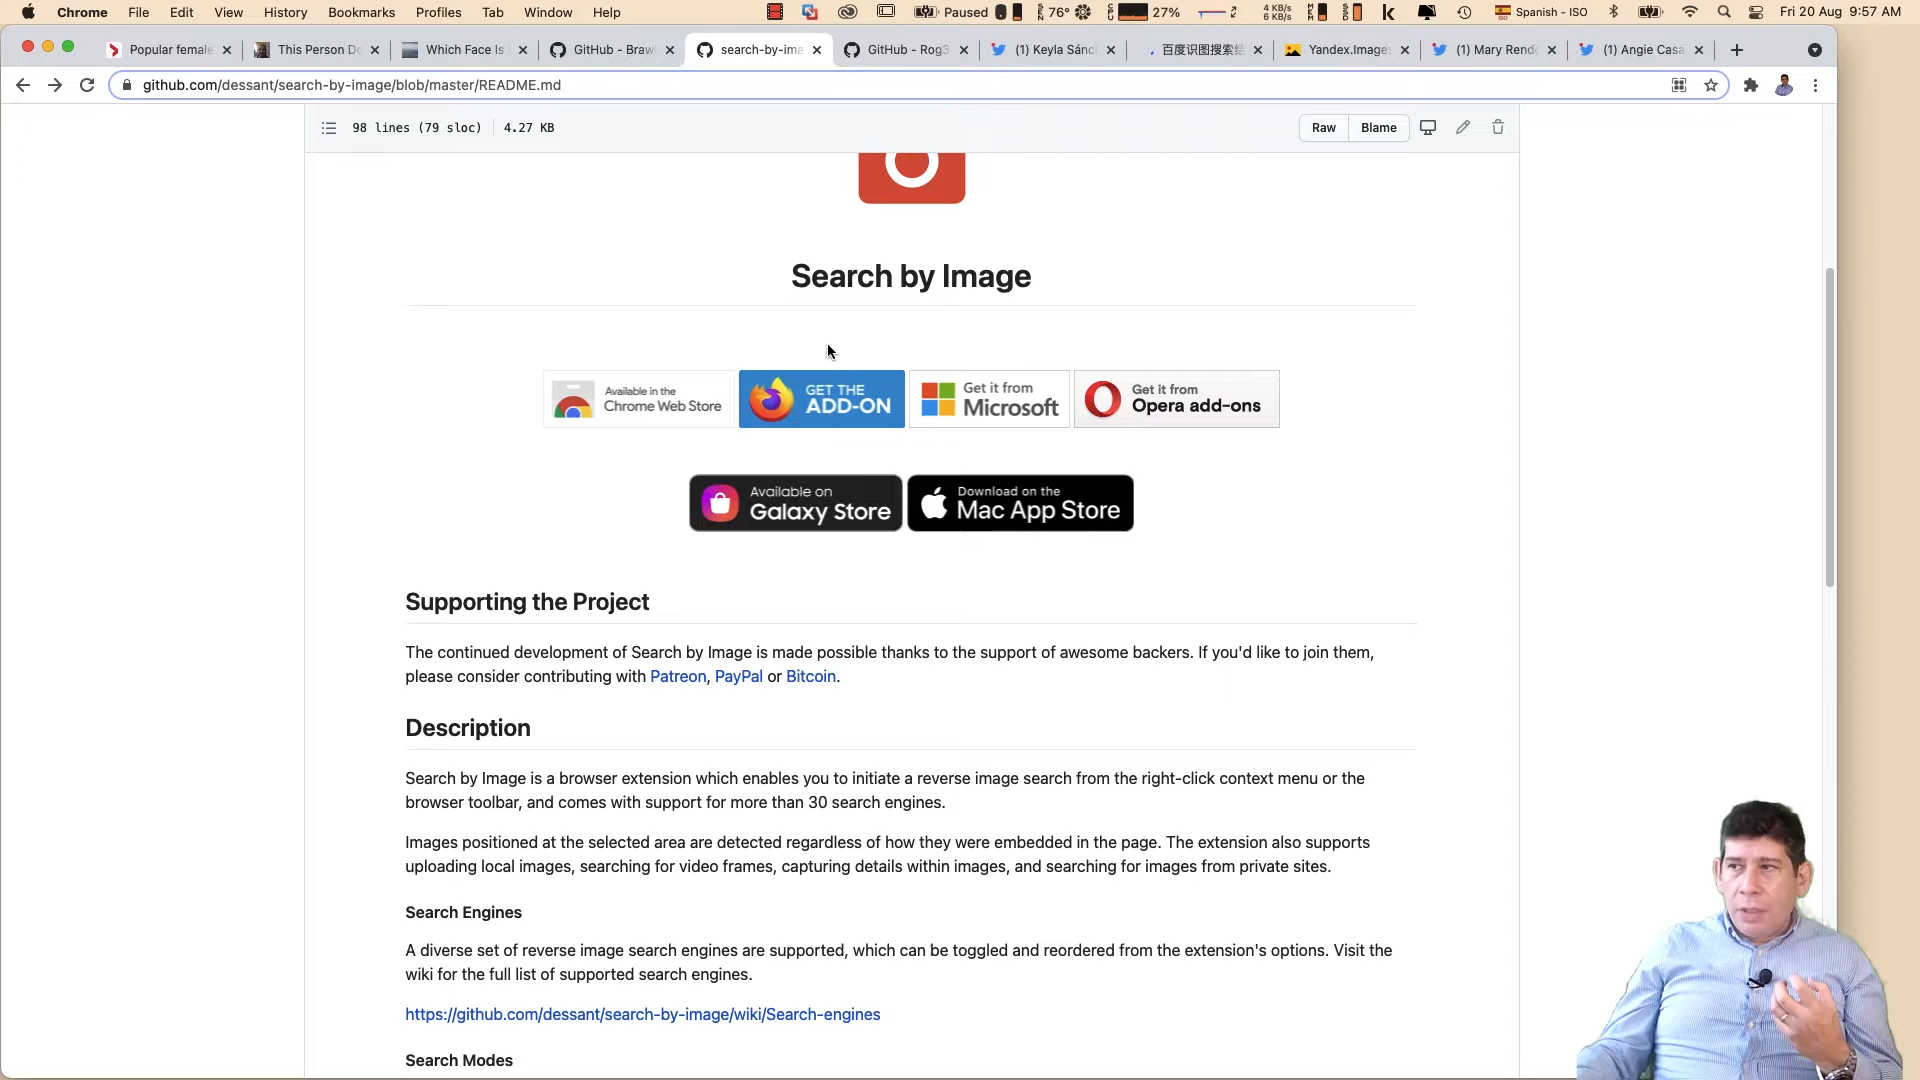 Chrome File Edit View History Bookmarks Profiles Tab Window Help
Paused 76° 27% 4 KB/s 6 KB/s Spanish - ISO Fri 20 Aug 9:57 AM
Popular female
This Person Do
Which Face Is
GitHub - Braw
search-by-ima
GitHub - Rog3
(1) Keyla Sánc
百度识图搜索结
Yandex.Images
(1) Mary Rend
(1) Angie Casa
github.com/dessant/search-by-image/blob/master/README.md
98 lines (79 sloc) 4.27 KB
Raw Blame
Search by Image
Available in the
Chrome Web Store
GET THE
ADD-ON
Get it from
Microsoft
Get it from
Opera add-ons
Available on
Galaxy Store
Download on the
Mac App Store
Supporting the Project
The continued development of Search by Image is made possible thanks to the support of awesome backers. If you'd like to join them,
please consider contributing with Patreon, PayPal or Bitcoin.
Description
Search by Image is a browser extension which enables you to initiate a reverse image search from the right-click context menu or the
browser toolbar, and comes with support for more than 30 search engines.
Images positioned at the selected area are detected regardless of how they were embedded in the page. The extension also supports
uploading local images, searching for video frames, capturing details within images, and searching for images from private sites.
Search Engines
A diverse set of reverse image search engines are supported, which can be toggled and reordered from the extension's options. Visit the
wiki for the full list of supported search engines.
https://github.com/dessant/search-by-image/wiki/Search-engines
Search Modes